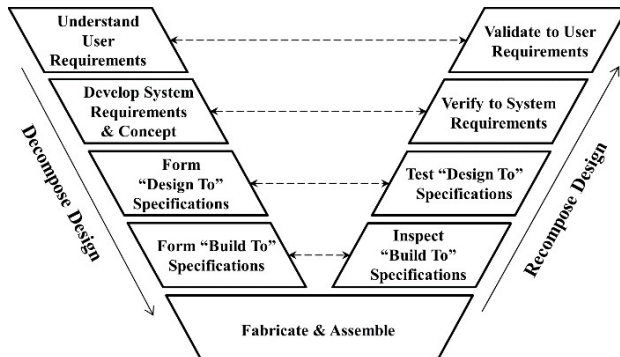 Understand
User
Requirements
Validate to User
Requirements
Develop System
Requirements
& Concept
Verify to System
Requirements
Form
“Design To”
Specifications
Test “Design To”
Specifications
Form “Build To”
Specifications
Inspect
“Build To”
Specifications
Fabricate & Assemble
Decompose Design
Recompose Design